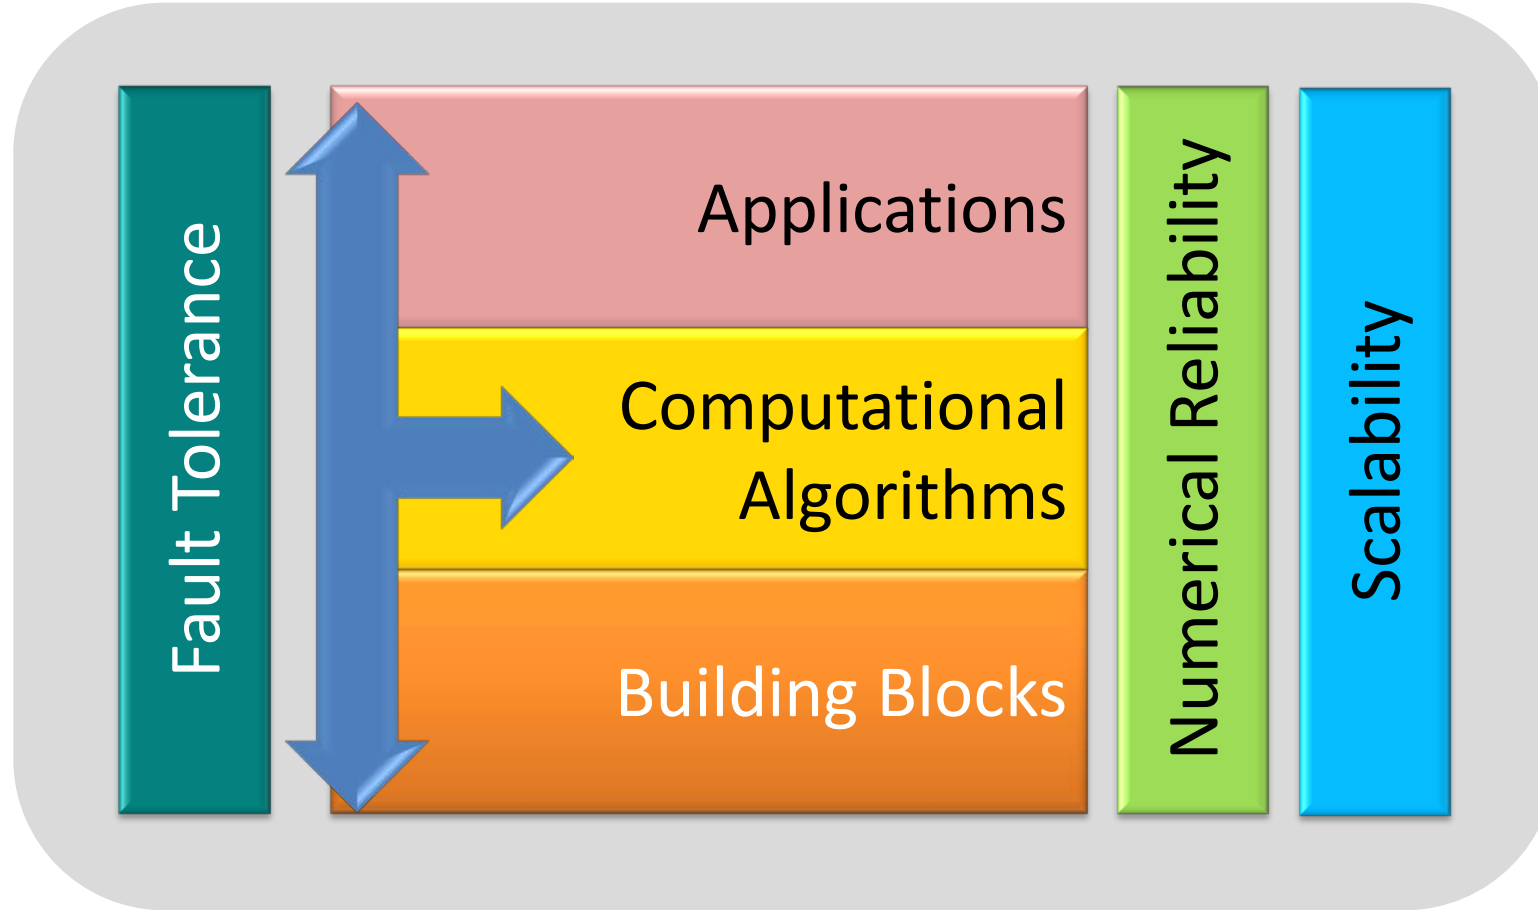 Fault Tolerance
Applications
Computational
Algorithms
Building Blocks
Numerical Reliability
Scalability